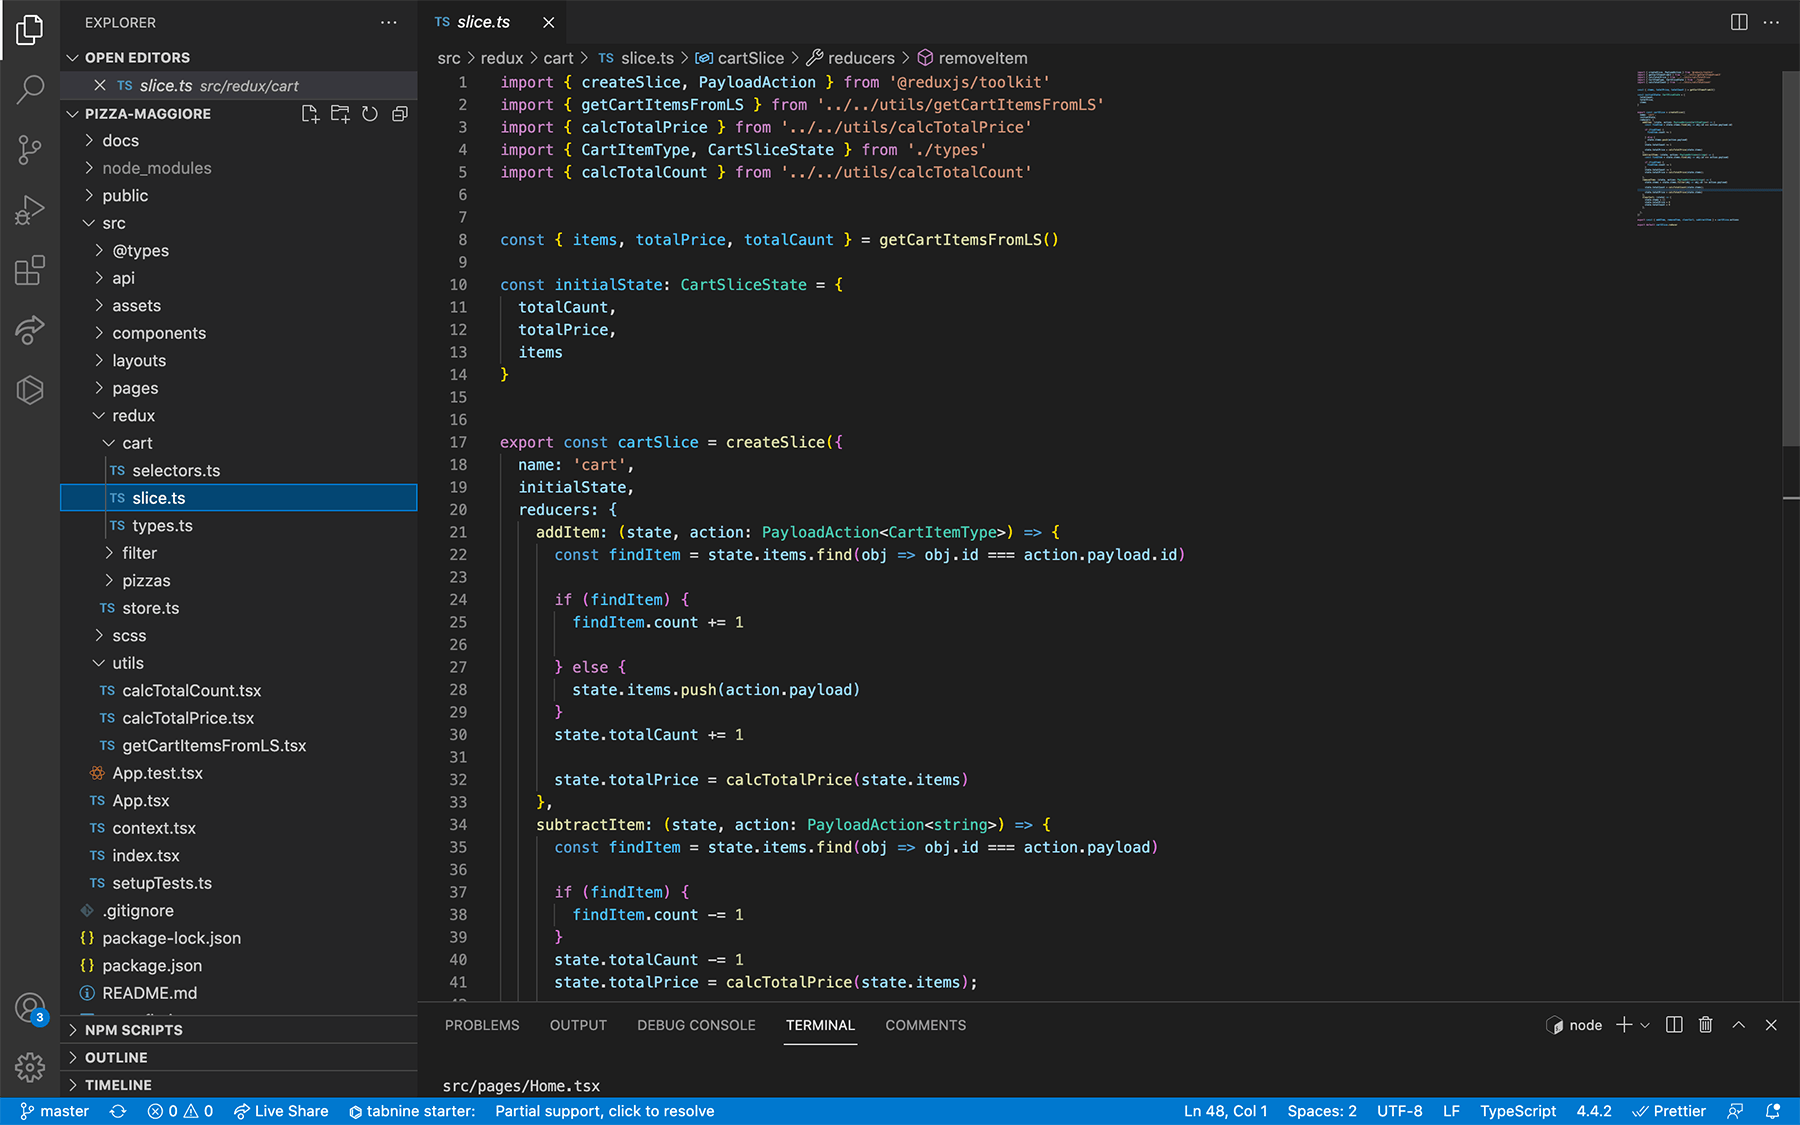 EXPLORER
OPEN EDITORS
TS slice.ts src/redux/cart
PIZZA-MAGGIORE
docs
node_modules
public
src
@types
api
assets
components
layouts
pages
redux
cart
TS selectors.ts
TS slice.ts
TS types.ts
filter
pizzas
TS store.ts
scss
utils
TS calcTotalCount.tsx
TS calcTotalPrice.tsx
TS getCartItemsFromLS.tsx
App.test.tsx
TS App.tsx
TS context.tsx
TS index.tsx
TS setupTests.ts
.gitignore
{} package-lock.json
{} package.json
README.md
NPM SCRIPTS
OUTLINE
TIMELINE
3
TS slice.ts
src > redux > cart > TS slice.ts > cartSlice > reducers > removeItem
1 import { createSlice, PayloadAction } from '@reduxjs/toolkit'
2 import { getCartItemsFromLS } from '../../utils/getCartItemsFromLS'
3 import { calcTotalPrice } from '../../utils/calcTotalPrice'
4 import { CartItemType, CartSliceState } from './types'
5 import { calcTotalCount } from '../../utils/calcTotalCount'
6
7
8 const { items, totalPrice, totalCaunt } = getCartItemsFromLS()
9
10 const initialState: CartSliceState = {
11 totalCaunt,
12 totalPrice,
13 items
14 }
15
16
17 export const cartSlice = createSlice({
18 name: 'cart',
19 initialState,
20 reducers: {
21 addItem: (state, action: PayloadAction<CartItemType>) => {
22 const findItem = state.items.find(obj => obj.id === action.payload.id)
23
24 if (findItem) {
25 findItem.count += 1
26
27 } else {
28 state.items.push(action.payload)
29 }
30 state.totalCaunt += 1
31
32 state.totalPrice = calcTotalPrice(state.items)
33 },
34 subtractItem: (state, action: PayloadAction<string>) => {
35 const findItem = state.items.find(obj => obj.id === action.payload)
36
37 if (findItem) {
38 findItem.count -= 1
39 }
40 state.totalCaunt -= 1
41 state.totalPrice = calcTotalPrice(state.items);
PROBLEMS OUTPUT DEBUG CONSOLE TERMINAL COMMENTS
node
src/pages/Home.tsx
master 0 0 Live Share tabnine starter: Partial support, click to resolve Ln 48, Col 1 Spaces: 2 UTF-8 LF TypeScript 4.4.2 Prettier